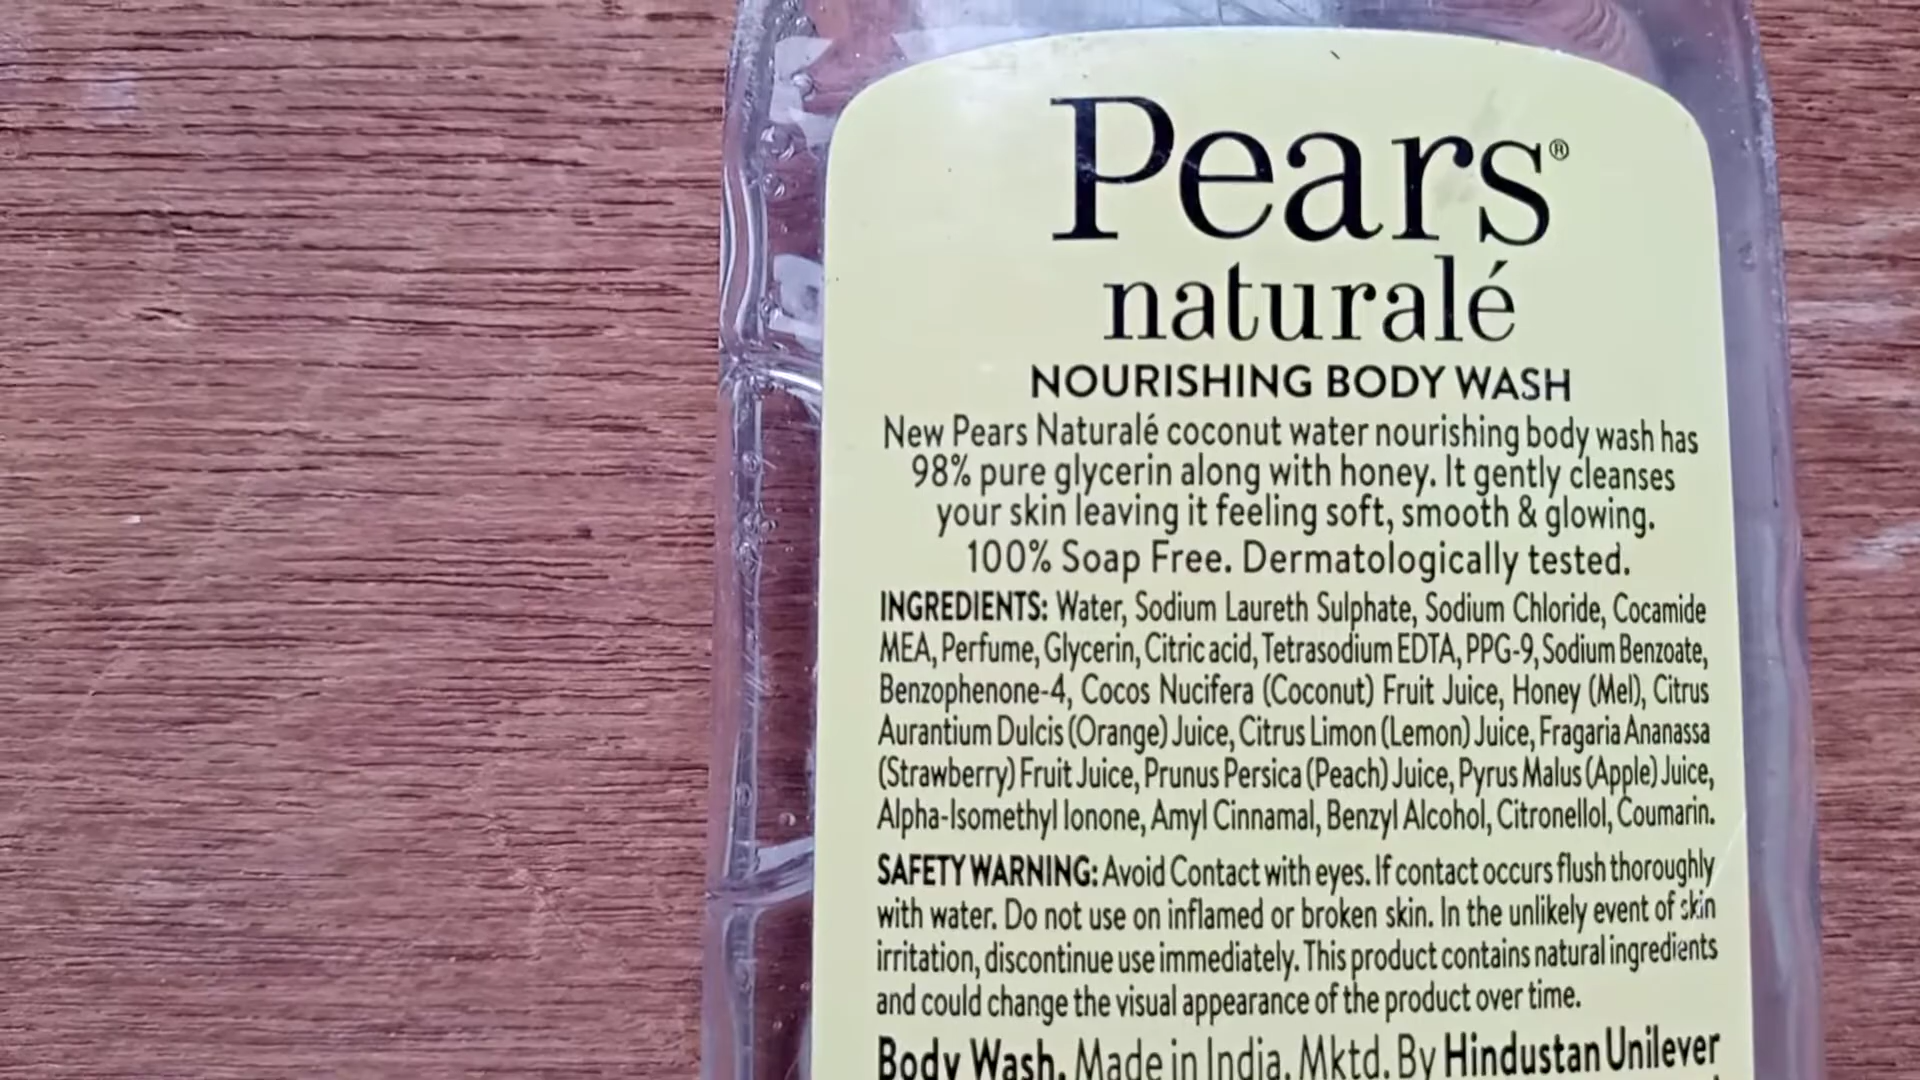 Pears®
naturalé
NOURISHING BODY WASH
New Pears Naturalé coconut water nourishing body wash has
98% pure glycerin along with honey. It gently cleanses
your skin leaving it feeling soft, smooth & glowing.
100% Soap Free. Dermatologically tested.
INGREDIENTS: Water, Sodium Laureth Sulphate, Sodium Chloride, Cocamide
MEA, Perfume, Glycerin, Citric acid, Tetrasodium EDTA, PPG-9, Sodium Benzoate,
Benzophenone-4, Cocos Nucifera (Coconut) Fruit Juice, Honey (Mel), Citrus
Aurantium Dulcis (Orange) Juice, Citrus Limon (Lemon) Juice, Fragaria Ananassa
(Strawberry) Fruit Juice, Prunus Persica (Peach) Juice, Pyrus Malus (Apple) Juice,
Alpha-Isomethyl Ionone, Amyl Cinnamal, Benzyl Alcohol, Citronellol, Coumarin.
SAFETY WARNING: Avoid Contact with eyes. If contact occurs flush thoroughly
with water. Do not use on inflamed or broken skin. In the unlikely event of skin
irritation, discontinue use immediately. This product contains natural ingredients
and could change the visual appearance of the product over time.
Body Wash. Made in India. Mktd. By Hindustan Unilever